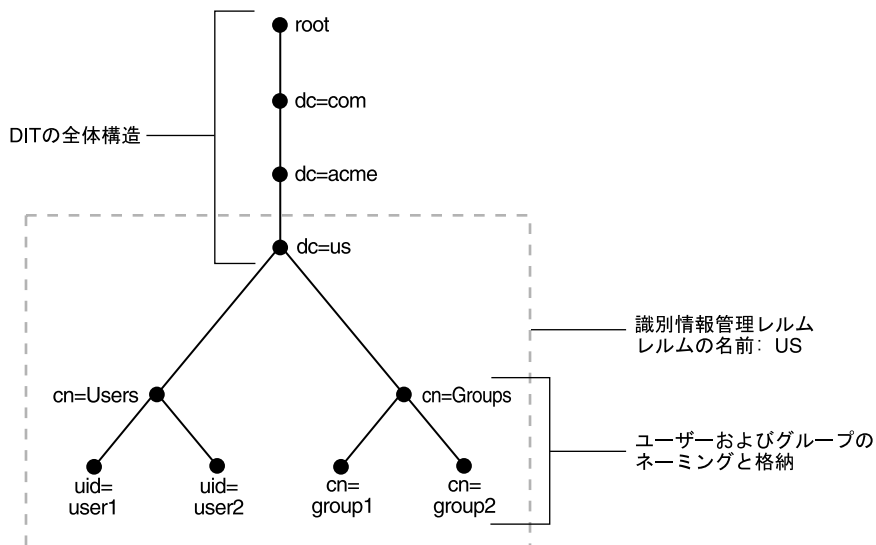 root
dc=com
DITの全体構造
dc=acme
dc=us
識別情報管理レルム
レルムの名前： US
cn=Users
cn=Groups
ユーザーおよびグループの
ネーミングと格納
uid=
user1
uid=
user2
cn=
group1
cn=
group2